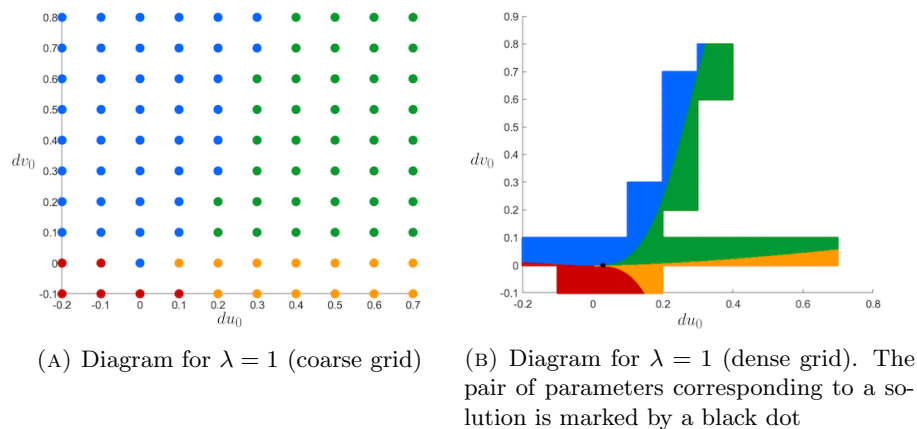 0.8
0.7
0.6
0.5
0.4
0.3
0.2
0.1
0
-0.1
dv₀
-0.2 -0.1 0 0.1 0.2 0.3 0.4 0.5 0.6 0.7
du₀
0.9
0.8
0.7
0.6
0.5
0.4
0.3
0.2
0.1
0
-0.1
dv₀
-0.2 0 0.2 0.4 0.6 0.8
du₀
(A) Diagram for λ = 1 (coarse grid)
(B) Diagram for λ = 1 (dense grid). The
pair of parameters corresponding to a so-
lution is marked by a black dot